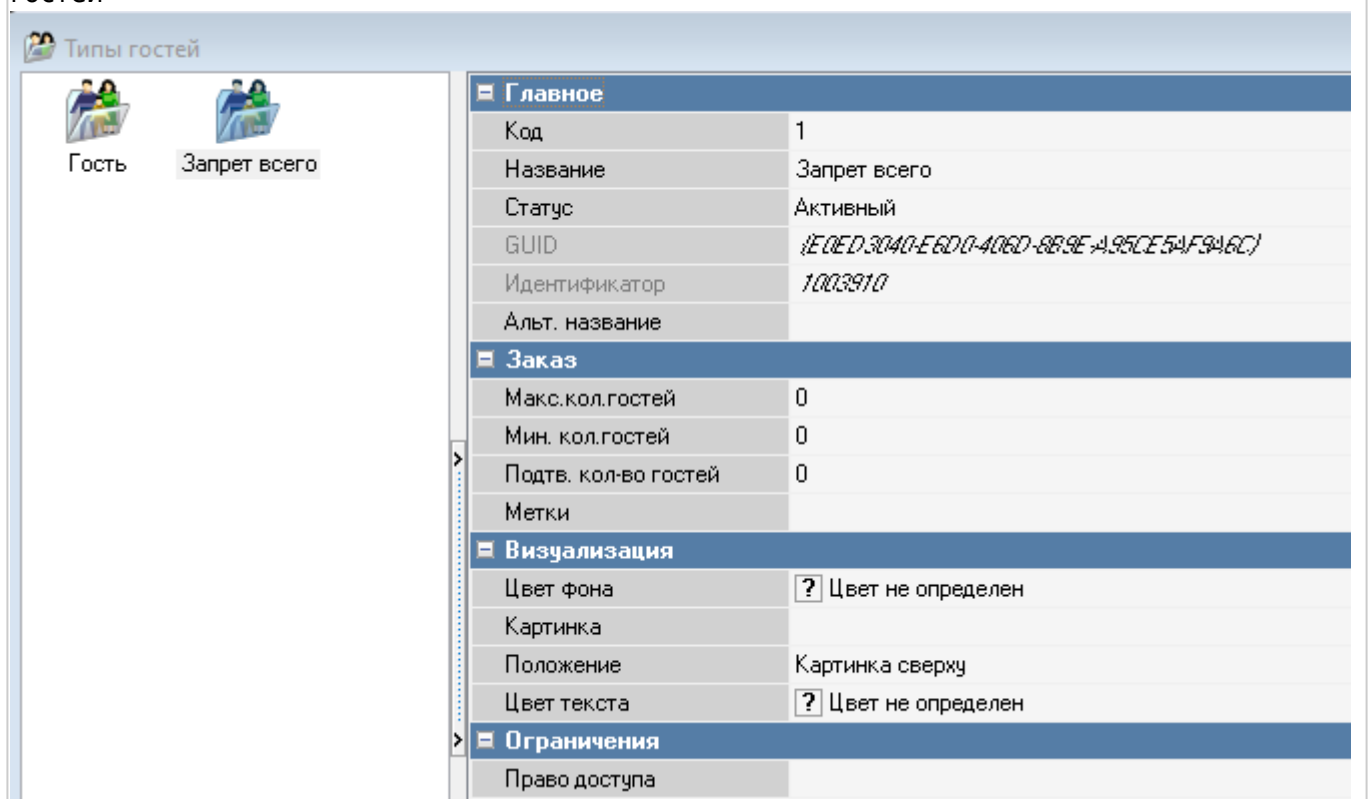 Типы гостей
Гость
Запрет всего
Главное
Код 1
Название Запрет всего
Статус Активный
GUID {E0ED3040-E6D0-406D-8B9E-A95CE5AF9A6C}
Идентификатор 1003910
Альт. название
Заказ
Макс.кол.гостей 0
Мин. кол.гостей 0
Подтв. кол-во гостей 0
Метки
Визуализация
Цвет фона ? Цвет не определен
Картинка
Положение Картинка сверху
Цвет текста ? Цвет не определен
Ограничения
Право доступа